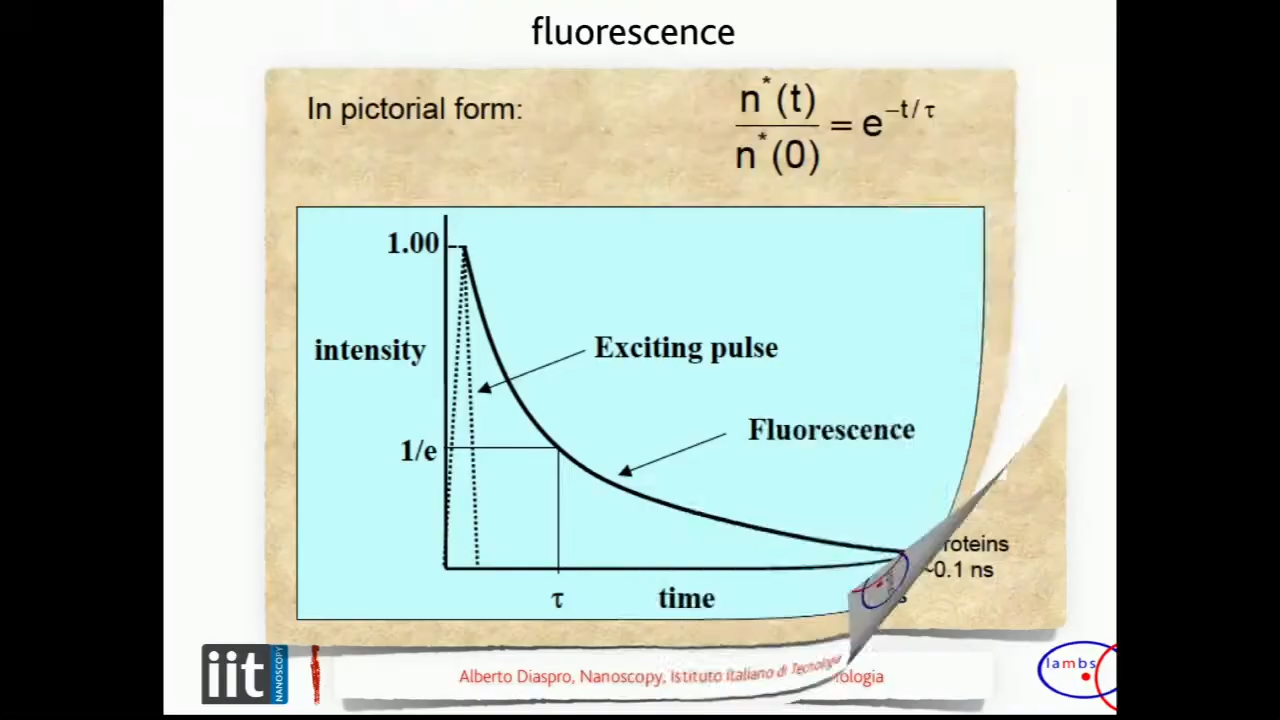 fluorescence
In pictorial form:
n*(t)
n*(0)
= e^–t/τ
1.00
intensity
Exciting pulse
Fluorescence
1/e
τ
time
~0.1 ns
iit
NANOSCOPY
Alberto Diaspro, Nanoscopy, Istituto Italiano di Tecnologia
lambs